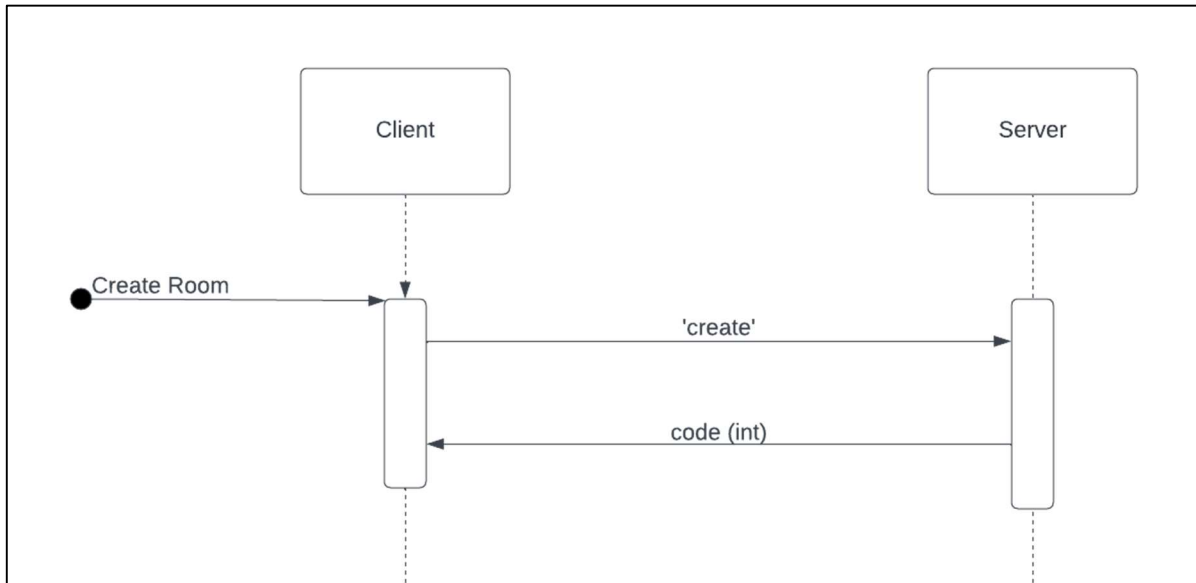 Client
Server
Create Room
'create'
code (int)